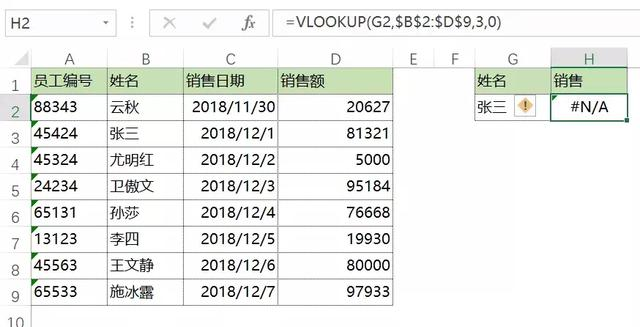 H2 fx =VLOOKUP(G2,$B$2:$D$9,3,0)
A B C D E F G H
1 员工编号 姓名 销售日期 销售额 姓名 销售
2 88343 云秋 2018/11/30 20627 张三 ! #N/A
3 45424 张三 2018/12/1 81321
4 45324 尤明红 2018/12/2 5000
5 24234 卫傲文 2018/12/3 95184
6 65131 孙莎 2018/12/4 76668
7 13123 李四 2018/12/5 19930
8 45563 王文静 2018/12/6 80000
9 65533 施冰露 2018/12/7 97933
10